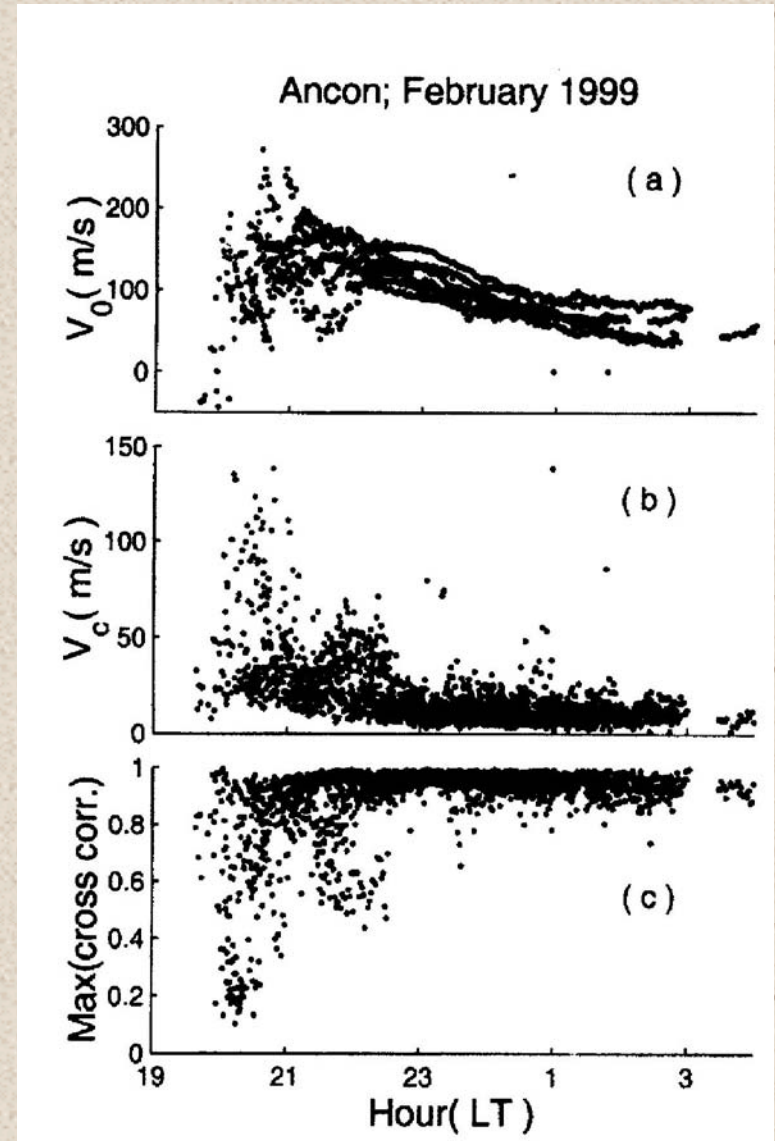 Ancon; February 1999
300
200
100
0
V0( m/s )
( a )
150
100
50
0
Vc( m/s )
( b )
1
0.8
0.6
0.4
0.2
0
Max(cross corr.)
( c )
19 21 23 1 3
Hour( LT )